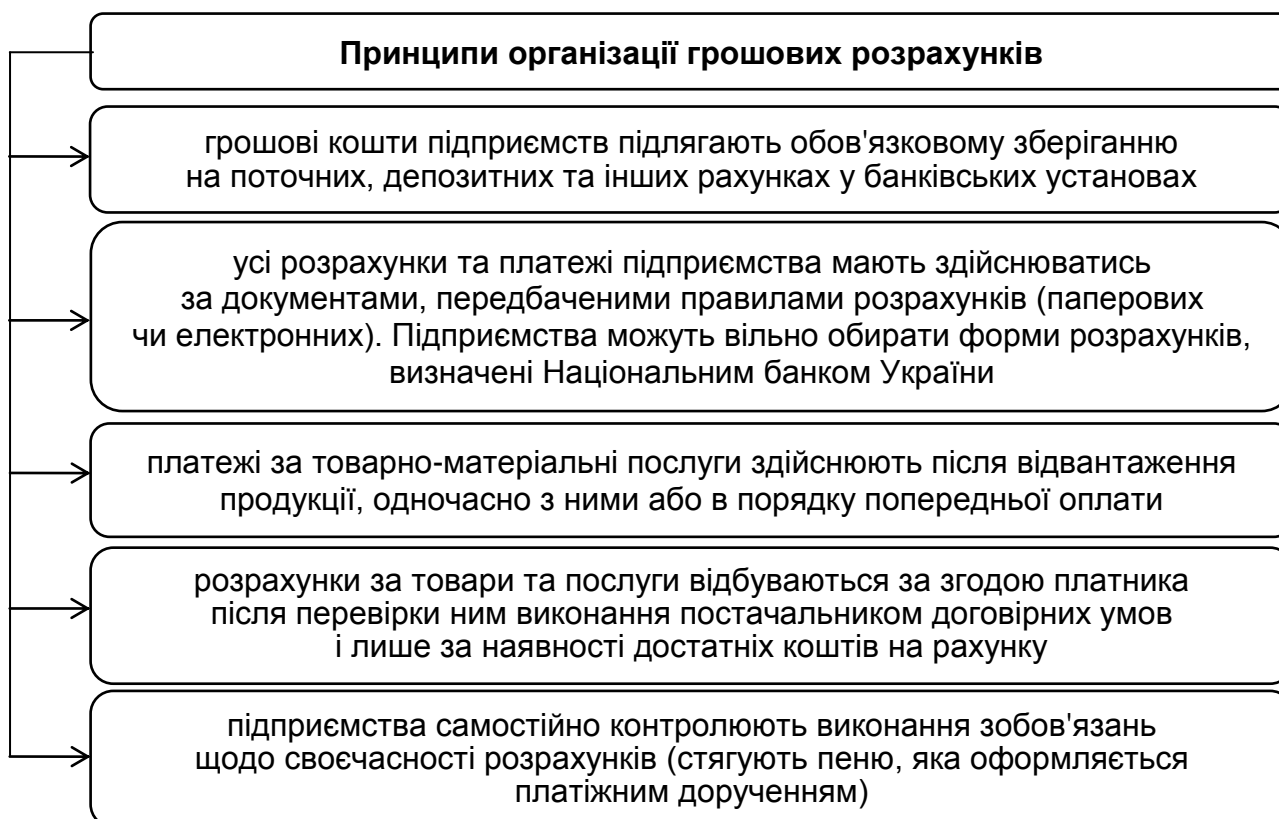 Принципи організації грошових розрахунків
грошові кошти підприємств підлягають обов'язковому зберіганню
на поточних, депозитних та інших рахунках у банківських установах
усі розрахунки та платежі підприємства мають здійснюватись
за документами, передбаченими правилами розрахунків (паперових
чи електронних). Підприємства можуть вільно обирати форми розрахунків,
визначені Національним банком України
платежі за товарно-матеріальні послуги здійснюють після відвантаження
продукції, одночасно з ними або в порядку попередньої оплати
розрахунки за товари та послуги відбуваються за згодою платника
після перевірки ним виконання постачальником договірних умов
і лише за наявності достатніх коштів на рахунку
підприємства самостійно контролюють виконання зобов'язань
щодо своєчасності розрахунків (стягують пеню, яка оформляється
платіжним дорученням)